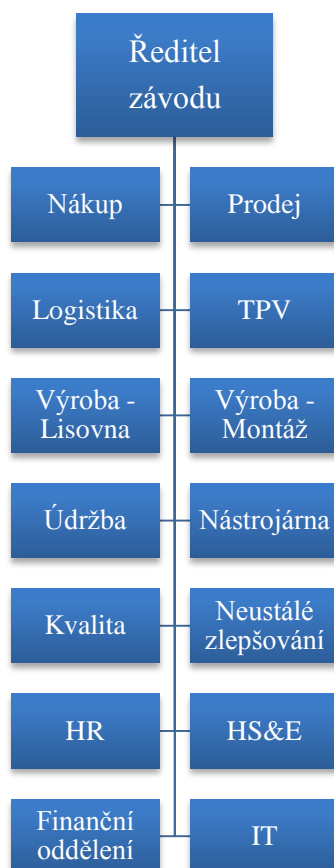 Ředitel
závodu
Nákup
Prodej
Logistika
TPV
Výroba -
Lisovna
Výroba -
Montáž
Údržba
Nástrojárna
Kvalita
Neustálé
zlepšování
HR
HS&E
Finanční
oddělení
IT